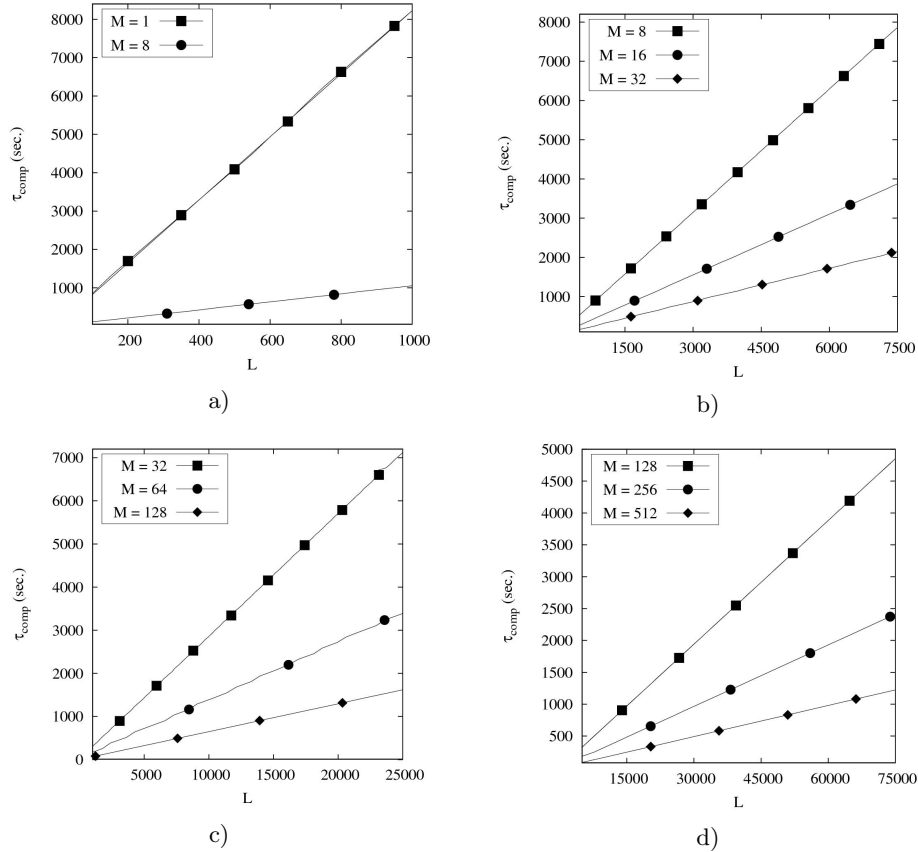 8000
7000
6000
5000
4000
3000
2000
1000
τcomp (sec.)
M = 1
M = 8
200 400 600 800 1000
L
a)
8000
7000
6000
5000
4000
3000
2000
1000
τcomp (sec.)
M = 8
M = 16
M = 32
1500 3000 4500 6000 7500
L
b)
7000
6000
5000
4000
3000
2000
1000
0
τcomp (sec.)
M = 32
M = 64
M = 128
5000 10000 15000 20000 25000
L
c)
5000
4500
4000
3500
3000
2500
2000
1500
1000
500
τcomp (sec.)
M = 128
M = 256
M = 512
15000 30000 45000 60000 75000
L
d)